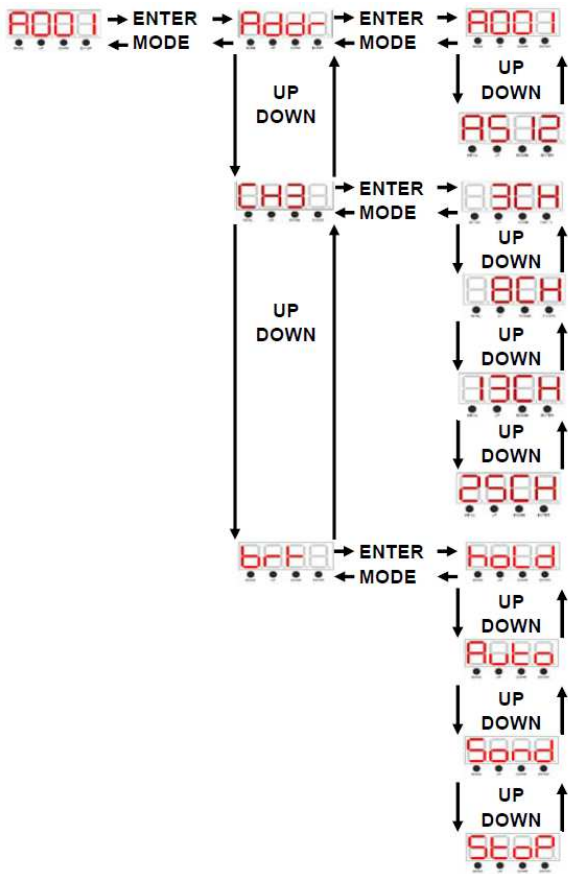 A001 ENTER Addr ENTER A001
MODE MODE
UP
DOWN
UP
DOWN
A512
CH3 ENTER 3CH
MODE
UP
DOWN
8CH
UP
DOWN
UP
DOWN
13CH
UP
DOWN
25CH
ENTER hoLd
MODE
UP
DOWN
Auto
UP
DOWN
Sond
UP
DOWN
StoP